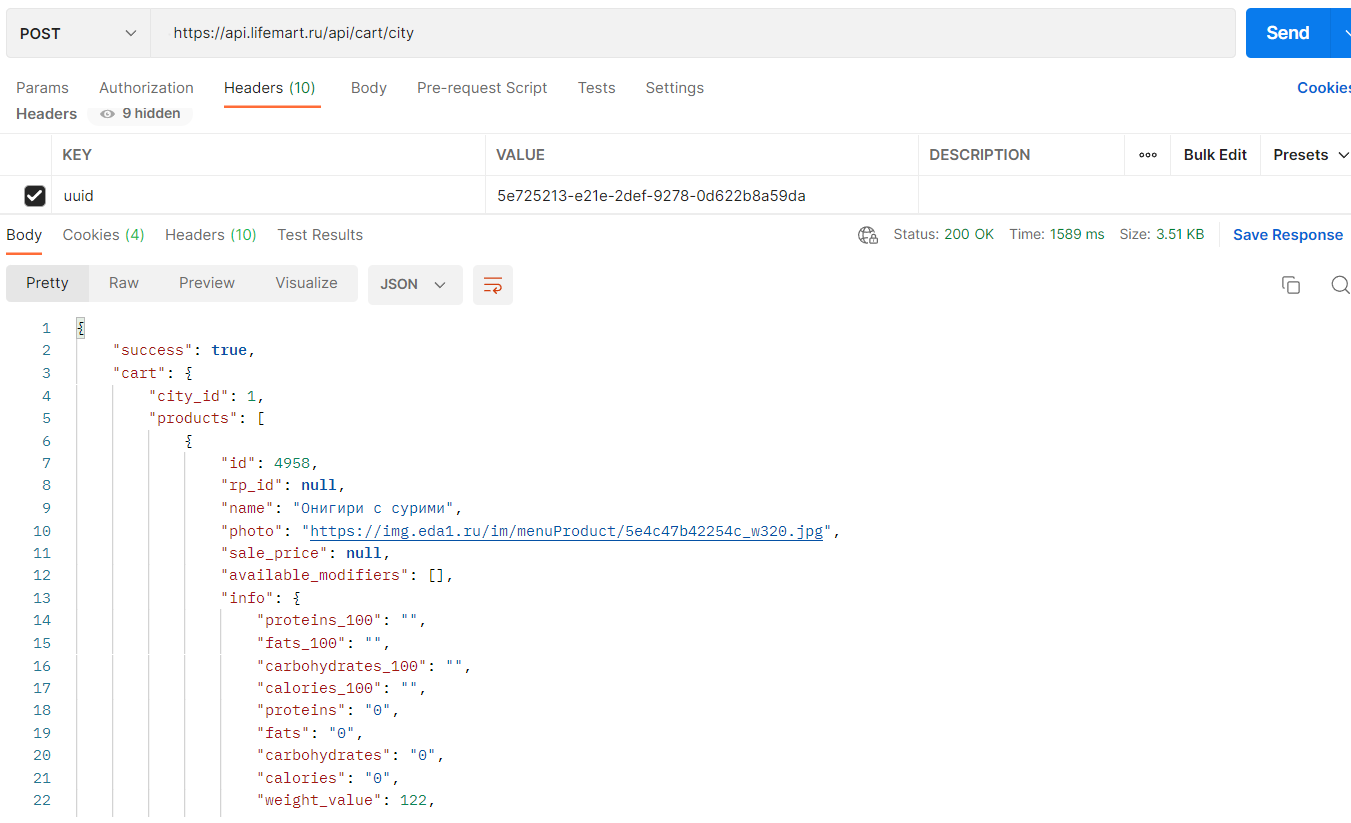 POST https://api.lifemart.ru/api/cart/city Send
Params Authorization Headers (10) Body Pre-request Script Tests Settings Cookies
Headers 9 hidden
KEY VALUE DESCRIPTION ooo Bulk Edit Presets
uuid 5e725213-e21e-2def-9278-0d622b8a59da
Body Cookies (4) Headers (10) Test Results Status: 200 OK Time: 1589 ms Size: 3.51 KB Save Response
Pretty Raw Preview Visualize JSON
1 {
2 "success": true,
3 "cart": {
4 "city_id": 1,
5 "products": [
6 {
7 "id": 4958,
8 "rp_id": null,
9 "name": "Онигири с сурими",
10 "photo": "https://img.eda1.ru/im/menuProduct/5e4c47b42254c_w320.jpg",
11 "sale_price": null,
12 "available_modifiers": [],
13 "info": {
14 "proteins_100": "",
15 "fats_100": "",
16 "carbohydrates_100": "",
17 "calories_100": "",
18 "proteins": "0",
19 "fats": "0",
20 "carbohydrates": "0",
21 "calories": "0",
22 "weight_value": 122,